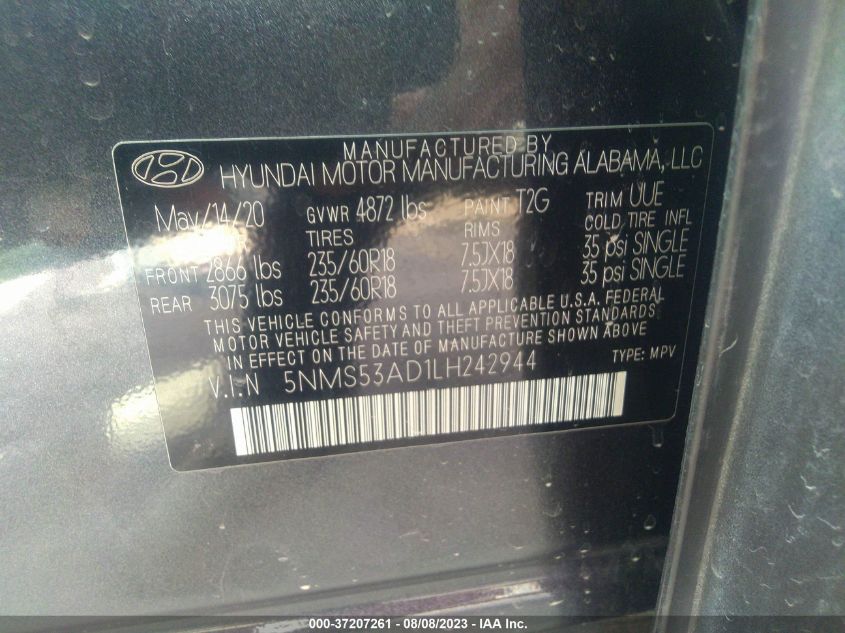 MANUFACTURED BY
HYUNDAI MOTOR MANUFACTURING ALABAMA, LLC
May/14/20 GVWR 4872 lbs PAINT T2G TRIM UUE
TIRES RIMS COLD TIRE INFL
FRONT 2866 lbs 235/60R18 7.5JX18 35 psi SINGLE
REAR 3075 lbs 235/60R18 7.5JX18 35 psi SINGLE
THIS VEHICLE CONFORMS TO ALL APPLICABLE U.S.A. FEDERAL
MOTOR VEHICLE SAFETY AND THEFT PREVENTION STANDARDS
IN EFFECT ON THE DATE OF MANUFACTURE SHOWN ABOVE
V.I.N 5NMS53AD1LH242944 TYPE: MPV
000-37207261 - 08/08/2023 - IAA Inc.